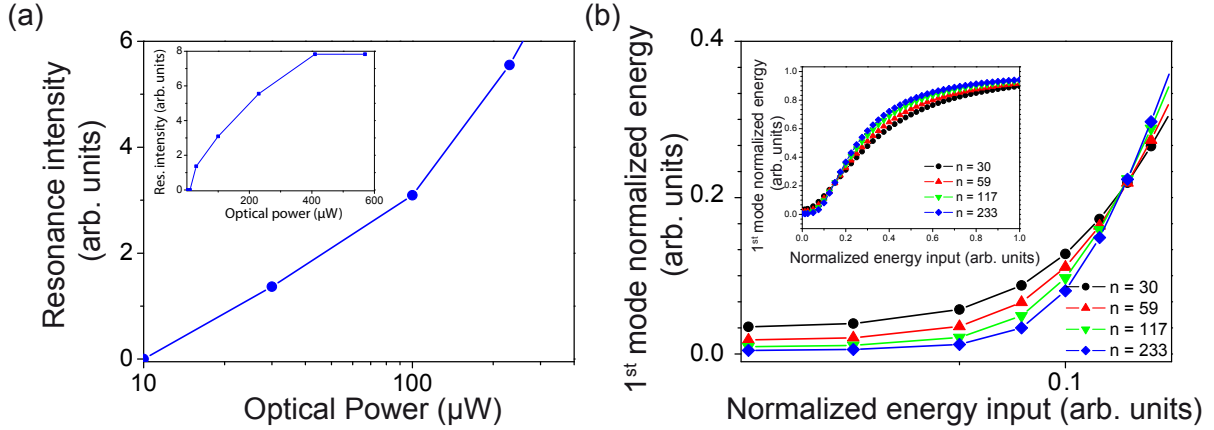 (a)
Resonance intensity
(arb. units)
6
4
2
0
10
100
Optical Power (µW)
Res. intensity (arb. units)
8
6
4
2
0
200
400
600
Optical power (µW)
(b)
1st mode normalized energy
(arb. units)
0.4
0.2
0.0
0.1
Normalized energy input (arb. units)
n = 30
n = 59
n = 117
n = 233
1st mode normalized energy
(arb. units)
1.0
0.8
0.6
0.4
0.2
0.0
0.0
0.2
0.4
0.6
0.8
1.0
Normalized energy input (arb. units)
n = 30
n = 59
n = 117
n = 233